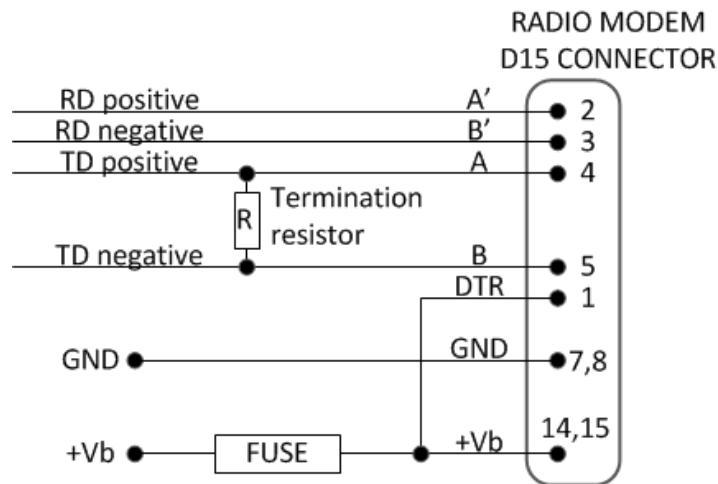 RADIO MODEM
D15 CONNECTOR
RD positive A’ 2
RD negative B’ 3
TD positive A 4
R Termination
resistor
TD negative B 5
DTR 1
GND GND 7,8
+Vb FUSE +Vb 14,15